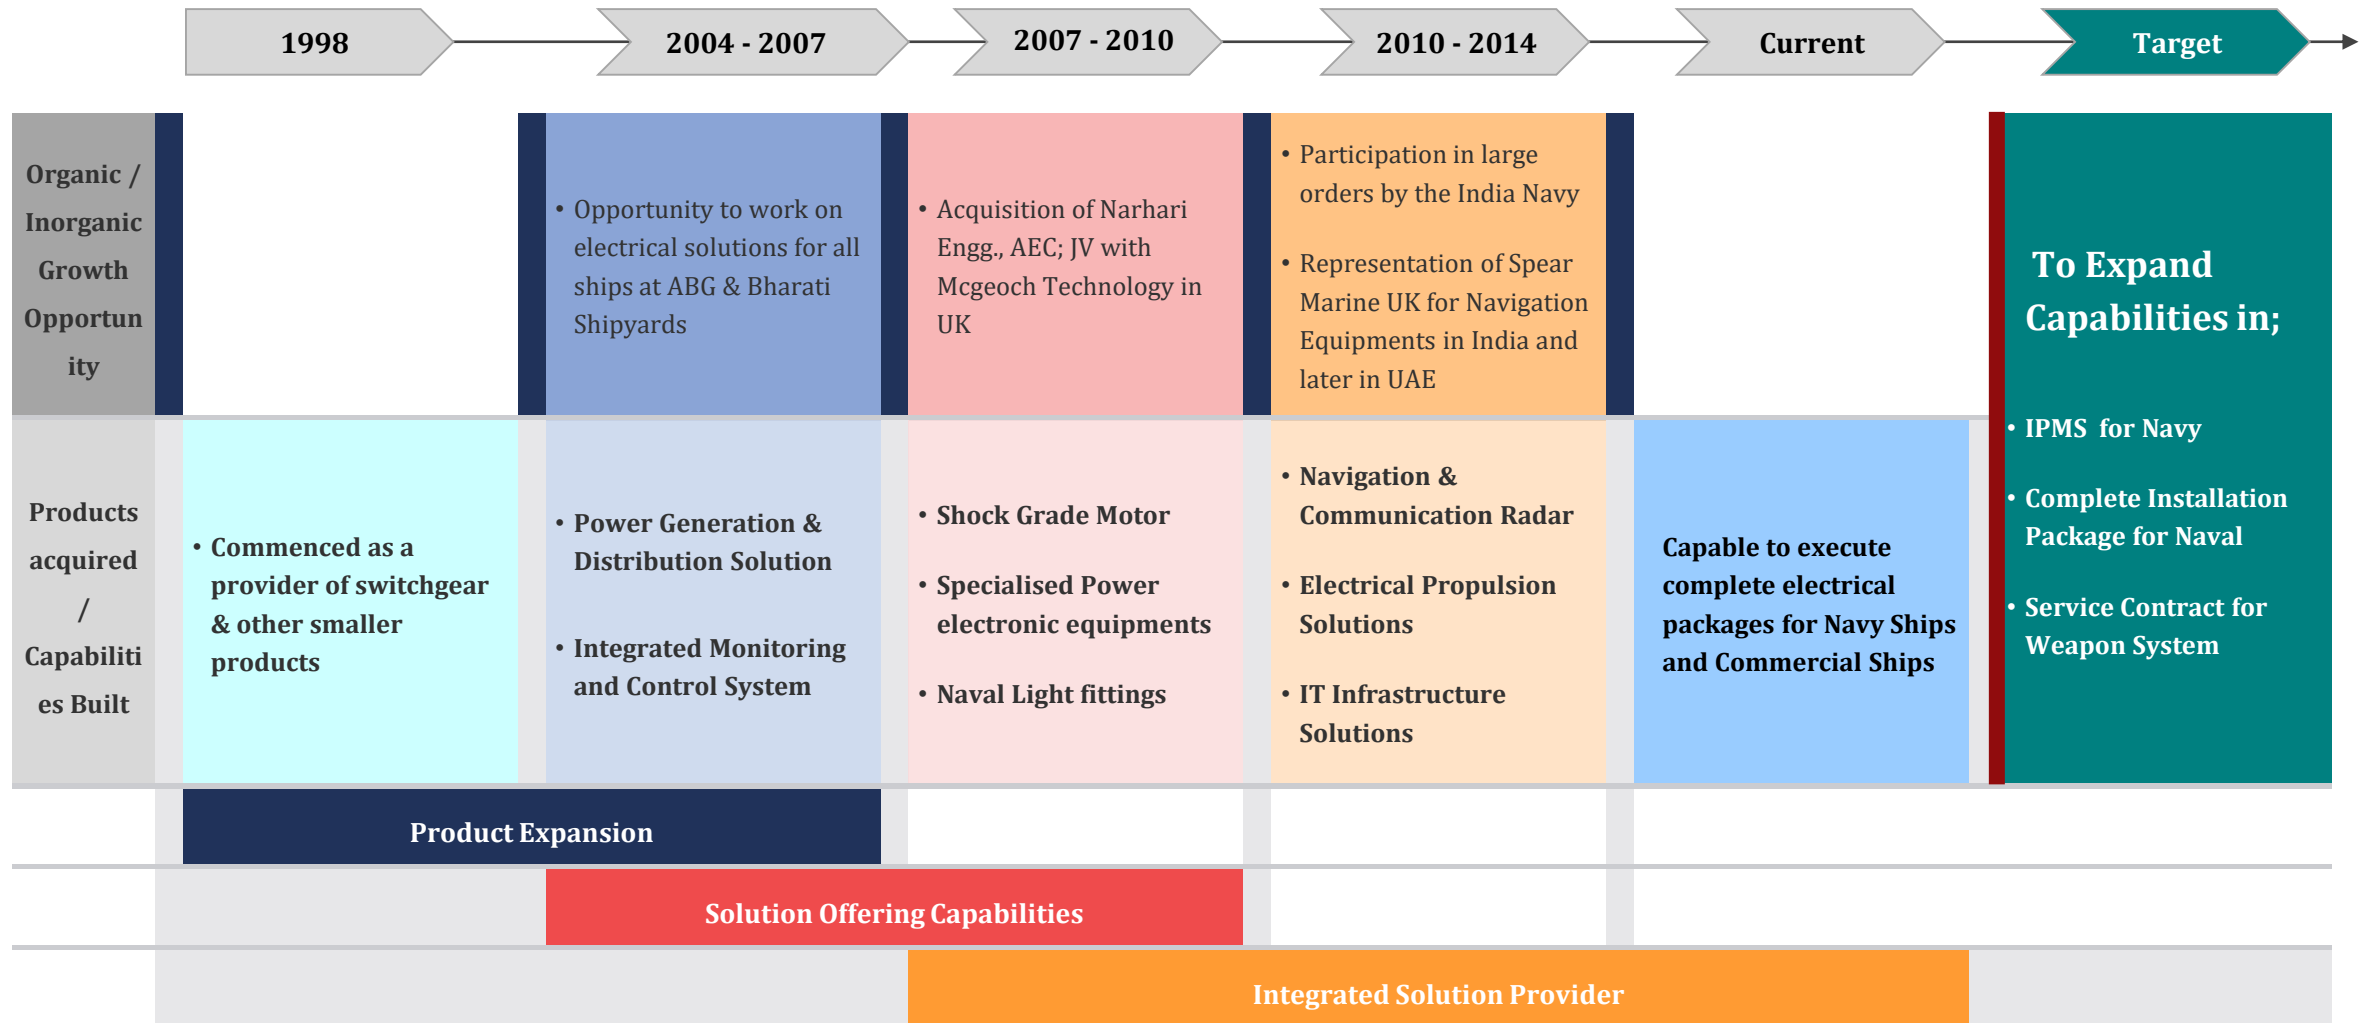 1998
2004 - 2007
2007 - 2010
2010 - 2014
Current
Target
Organic /
Inorganic
Growth
Opportun
ity
• Opportunity to work on
electrical solutions for all
ships at ABG & Bharati
Shipyards
• Acquisition of Narhari
Engg., AEC; JV with
Mcgeoch Technology in
UK
• Participation in large
orders by the India Navy
• Representation of Spear
Marine UK for Navigation
Equipments in India and
later in UAE
To Expand
Capabilities in;
• IPMS for Navy
• Complete Installation
Package for Naval
• Service Contract for
Weapon System
Products
acquired
/
Capabiliti
es Built
• Commenced as a
provider of switchgear
& other smaller
products
• Power Generation &
Distribution Solution
• Integrated Monitoring
and Control System
• Shock Grade Motor
• Specialised Power
electronic equipments
• Naval Light fittings
• Navigation &
Communication Radar
• Electrical Propulsion
Solutions
• IT Infrastructure
Solutions
Capable to execute
complete electrical
packages for Navy Ships
and Commercial Ships
Product Expansion
Solution Offering Capabilities
Integrated Solution Provider